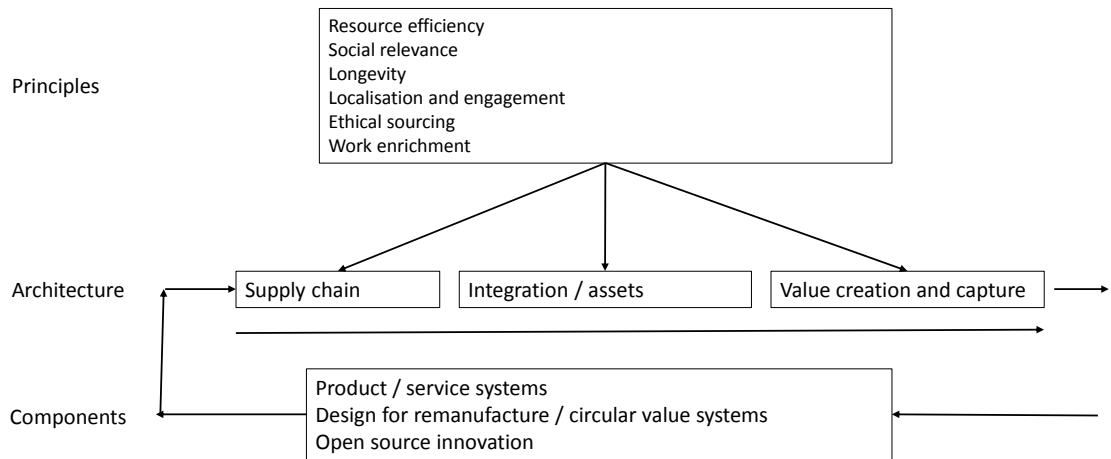 Principles
Resource efficiency
Social relevance
Longevity
Localisation and engagement
Ethical sourcing
Work enrichment
Architecture
Supply chain
Integration / assets
Value creation and capture
Components
Product / service systems
Design for remanufacture / circular value systems
Open source innovation